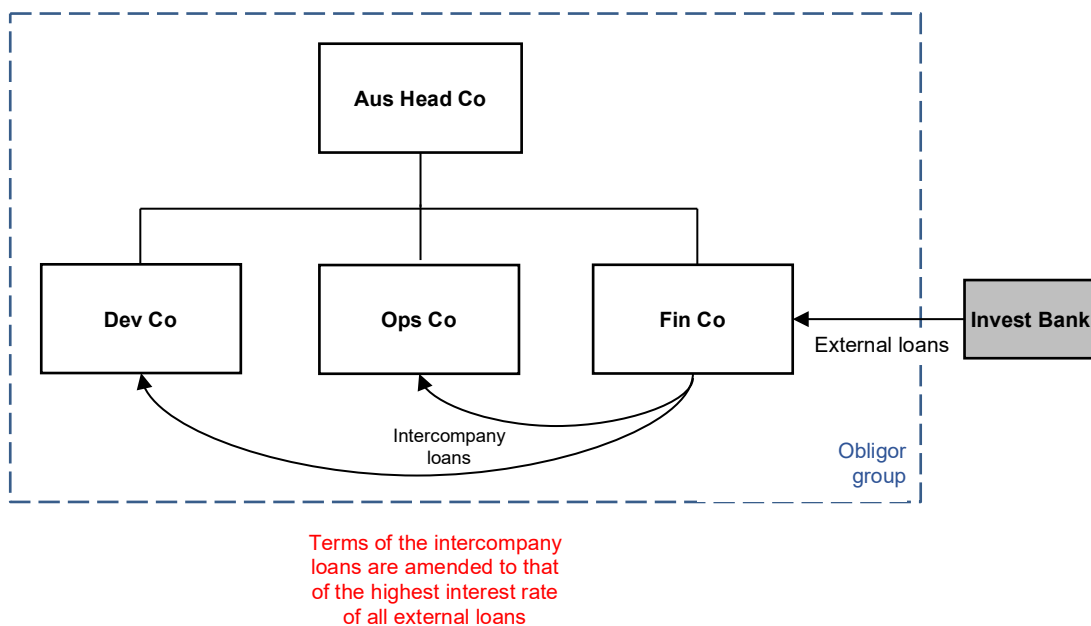 Aus Head Co
Dev Co
Ops Co
Fin Co
Invest Bank
External loans
Intercompany
loans
Obligor
group
Terms of the intercompany
loans are amended to that
of the highest interest rate
of all external loans